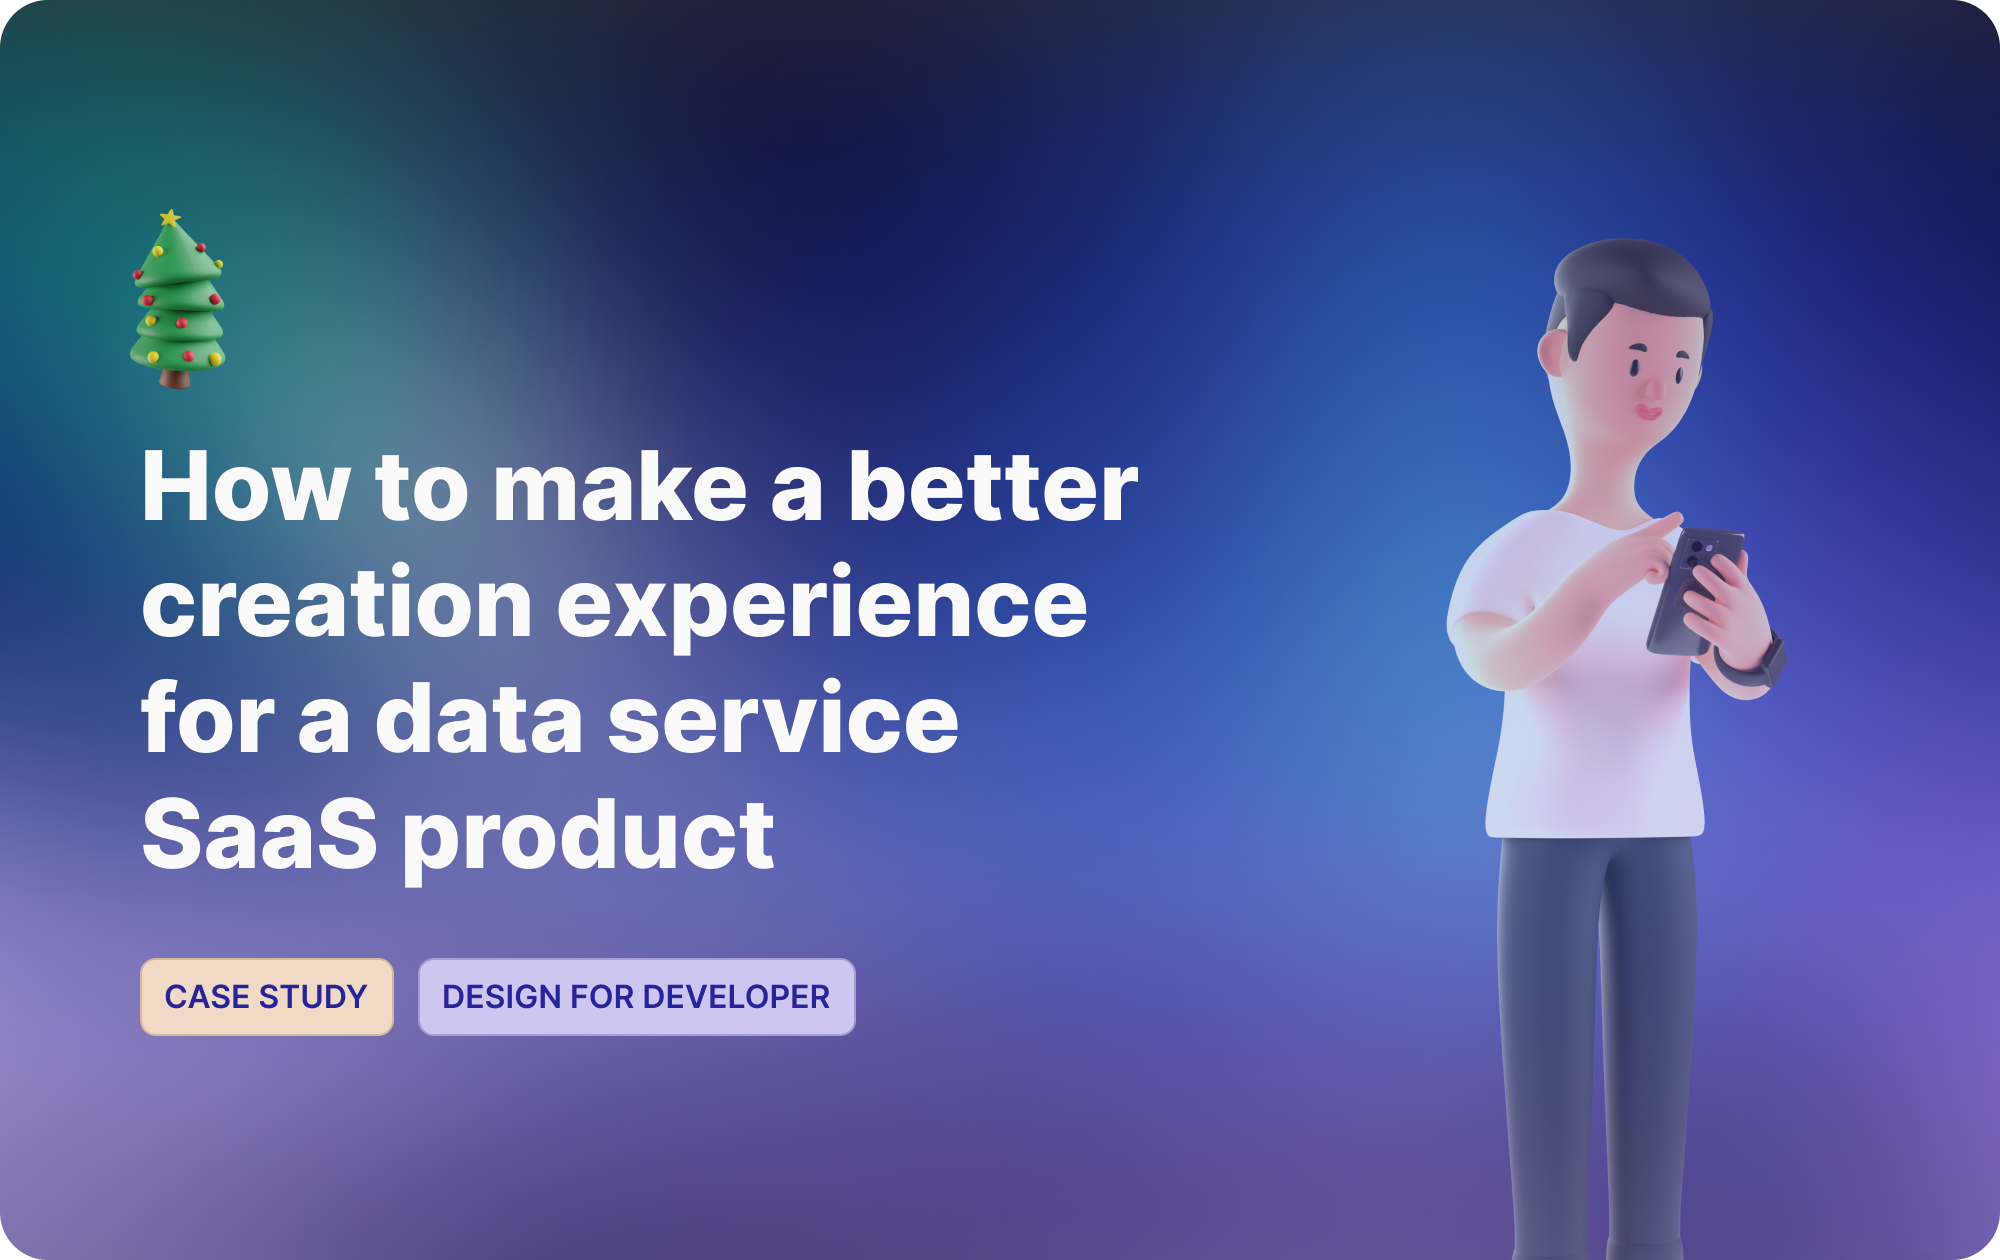 How to make a better
creation experience
for a data service
SaaS product
CASE STUDY
DESIGN FOR DEVELOPER